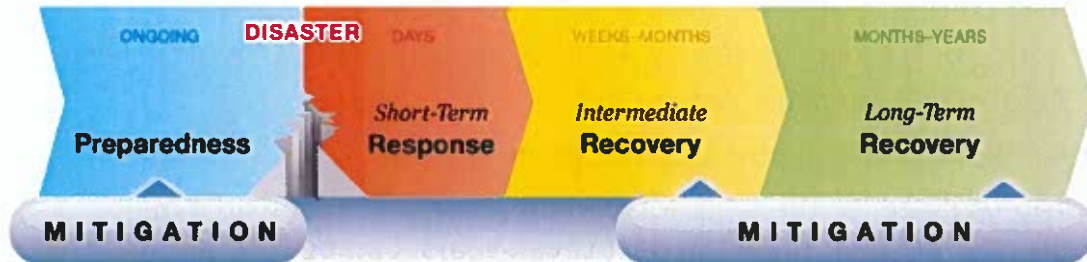 ONGOING
DISASTER
DAYS
WEEKS–MONTHS
MONTHS–YEARS
Preparedness
Short-Term
Response
Intermediate
Recovery
Long-Term
Recovery
MITIGATION
MITIGATION